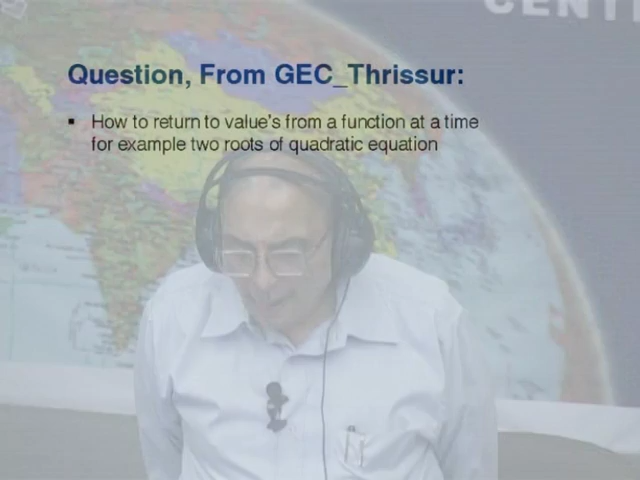 Question, From GEC_Thrissur:
▪ How to return to value's from a function at a time
for example two roots of quadratic equation